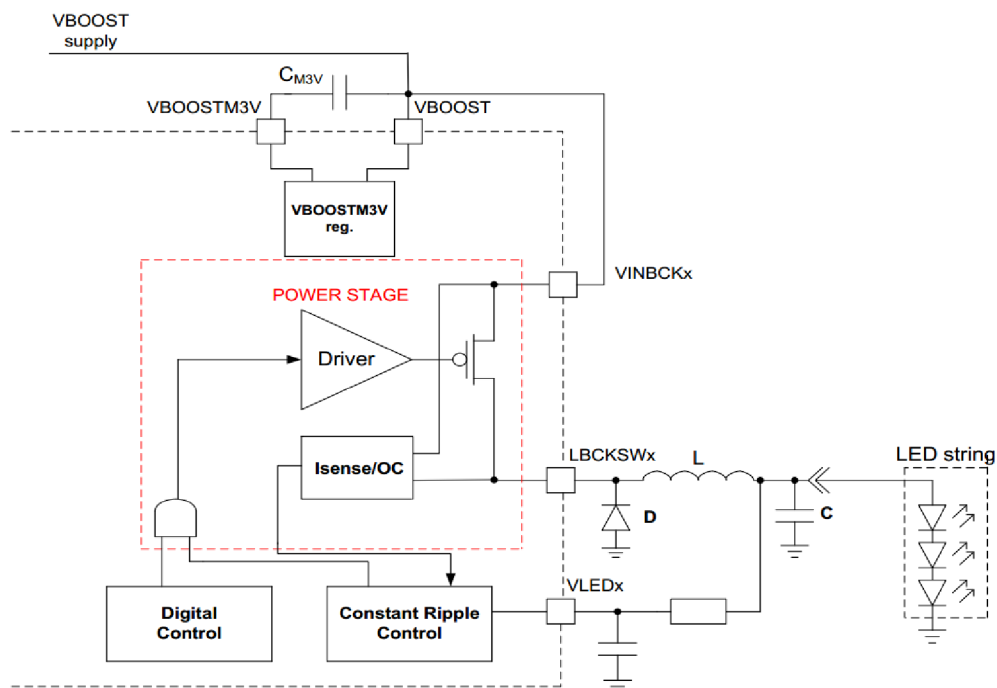 VBOOST
supply
CM3V
VBOOSTM3V
VBOOST
VBOOSTM3V
reg.
VINBCKx
POWER STAGE
Driver
Isense/OC
LBCKSWx
L
LED string
D
C
VLEDx
Digital
Control
Constant Ripple
Control